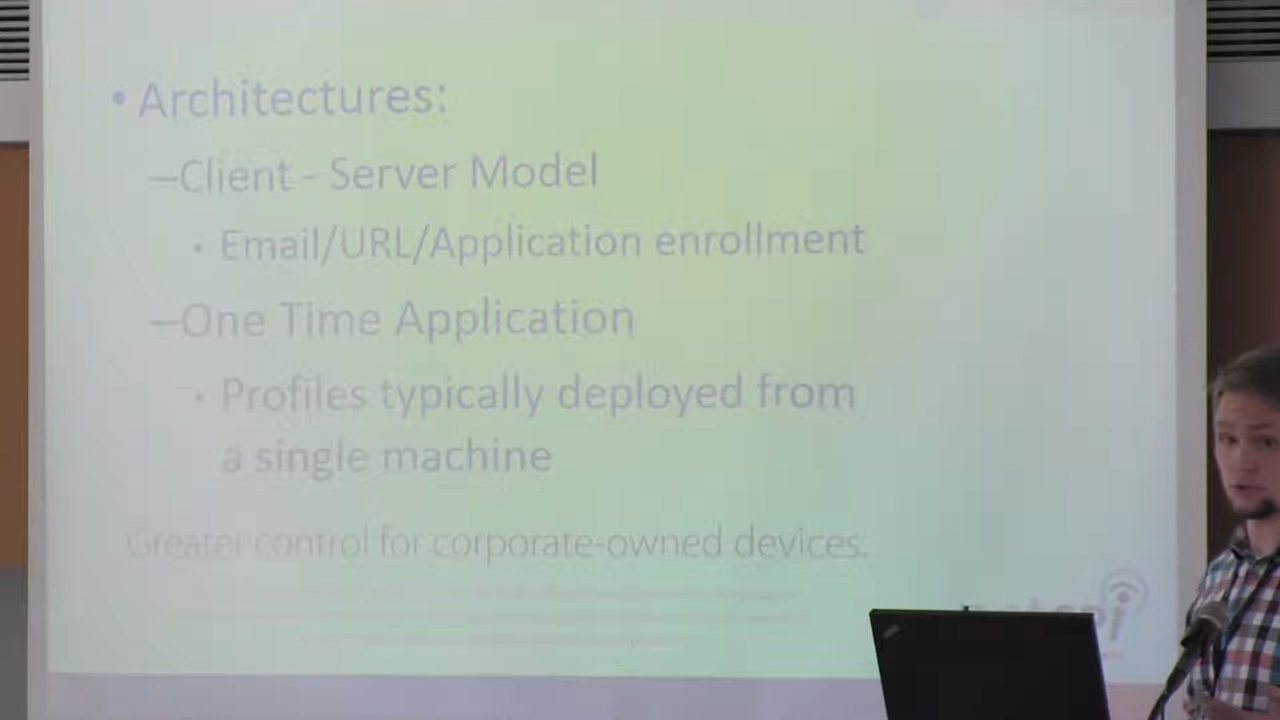 • Architectures:
–Client - Server Model
• Email/URL/Application enrollment
–One Time Application
• Profiles typically deployed from
a single machine
Greater control for corporate-owned devices.